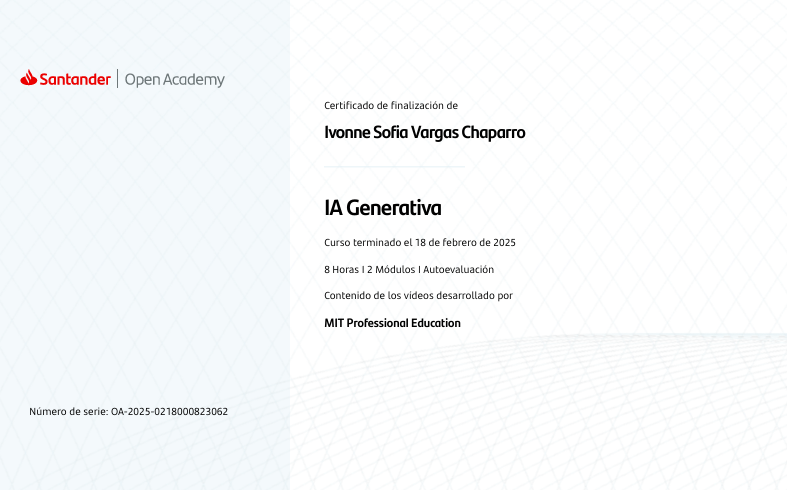 Santander | Open Academy
Certificado de finalización de
Ivonne Sofia Vargas Chaparro
IA Generativa
Curso terminado el 18 de febrero de 2025
8 Horas I 2 Módulos I Autoevaluación
Contenido de los videos desarrollado por
MIT Professional Education
Número de serie: OA-2025-0218000823062